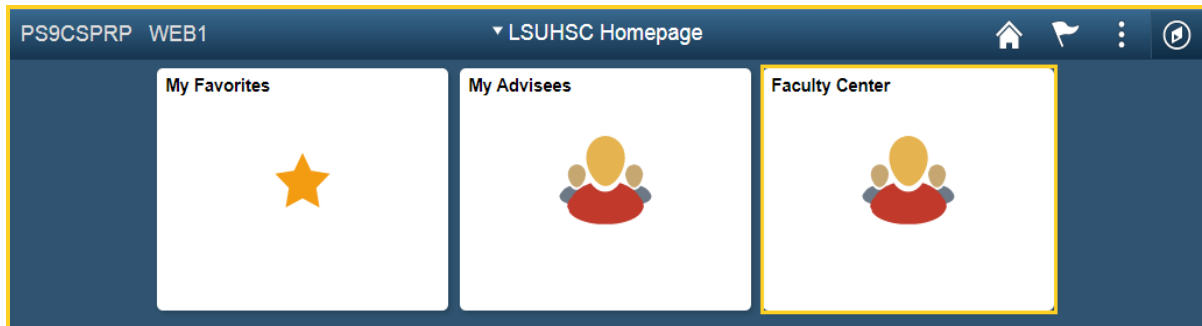 PS9CSPRP WEB1 LSUHSC Homepage
My Favorites
My Advisees
Faculty Center